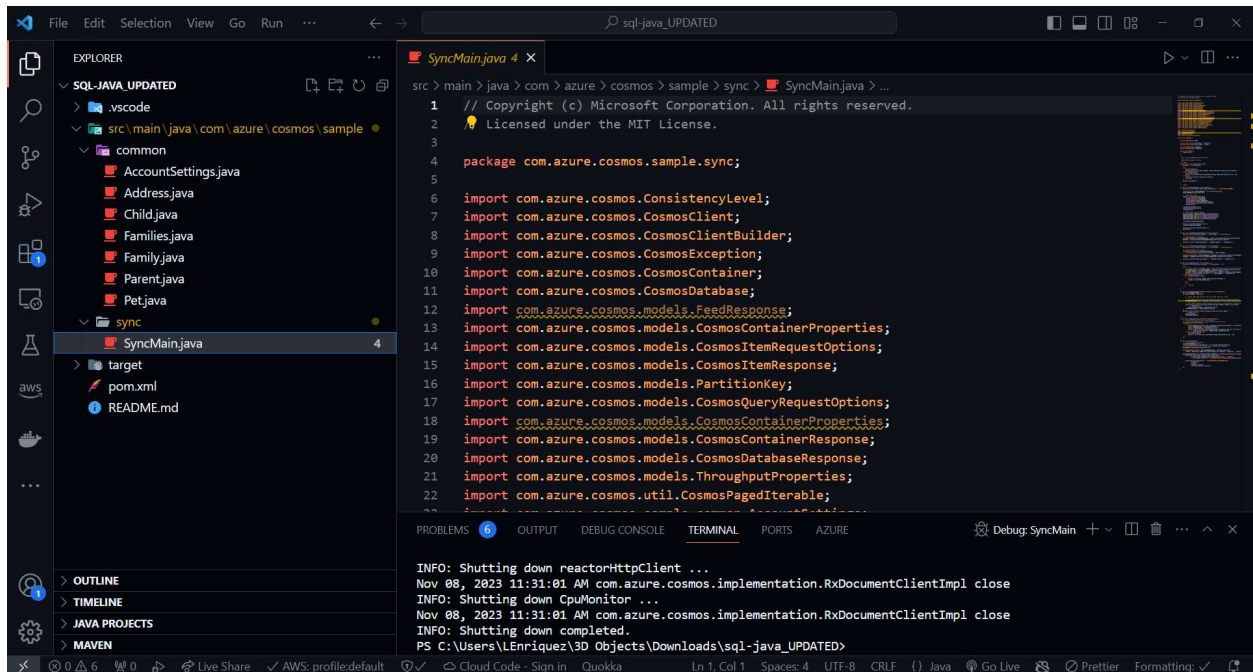 File Edit Selection View Go Run ··· sql-java_UPDATED
EXPLORER
SQL-JAVA_UPDATED
.vscode
src\main\java\com\azure\cosmos\sample
common
AccountSettings.java
Address.java
Child.java
Families.java
Family.java
Parent.java
Pet.java
sync
SyncMain.java 4
target
pom.xml
README.md
aws
1
1
OUTLINE
TIMELINE
JAVA PROJECTS
MAVEN
SyncMain.java 4
src > main > java > com > azure > cosmos > sample > sync > SyncMain.java > ...
1 // Copyright (c) Microsoft Corporation. All rights reserved.
2 Licensed under the MIT License.
3
4 package com.azure.cosmos.sample.sync;
5
6 import com.azure.cosmos.ConsistencyLevel;
7 import com.azure.cosmos.CosmosClient;
8 import com.azure.cosmos.CosmosClientBuilder;
9 import com.azure.cosmos.CosmosException;
10 import com.azure.cosmos.CosmosContainer;
11 import com.azure.cosmos.CosmosDatabase;
12 import com.azure.cosmos.models.FeedResponse;
13 import com.azure.cosmos.models.CosmosContainerProperties;
14 import com.azure.cosmos.models.CosmosItemRequestOptions;
15 import com.azure.cosmos.models.CosmosItemResponse;
16 import com.azure.cosmos.models.PartitionKey;
17 import com.azure.cosmos.models.CosmosQueryRequestOptions;
18 import com.azure.cosmos.models.CosmosContainerProperties;
19 import com.azure.cosmos.models.CosmosContainerResponse;
20 import com.azure.cosmos.models.CosmosDatabaseResponse;
21 import com.azure.cosmos.models.ThroughputProperties;
22 import com.azure.cosmos.util.CosmosPagedIterable;
PROBLEMS 6 OUTPUT DEBUG CONSOLE TERMINAL PORTS AZURE Debug: SyncMain
INFO: Shutting down reactorHttpClient ...
Nov 08, 2023 11:31:01 AM com.azure.cosmos.implementation.RxDocumentClientImpl close
INFO: Shutting down CpuMonitor ...
Nov 08, 2023 11:31:01 AM com.azure.cosmos.implementation.RxDocumentClientImpl close
INFO: Shutting down completed.
PS C:\Users\LEnriquez\3D Objects\Downloads\sql-java_UPDATED>
0 6 0 Live Share AWS: profile:default Cloud Code - Sign in Quokka Ln 1, Col 1 Spaces: 4 UTF-8 CRLF {} Java Go Live Prettier Formatting: ✓